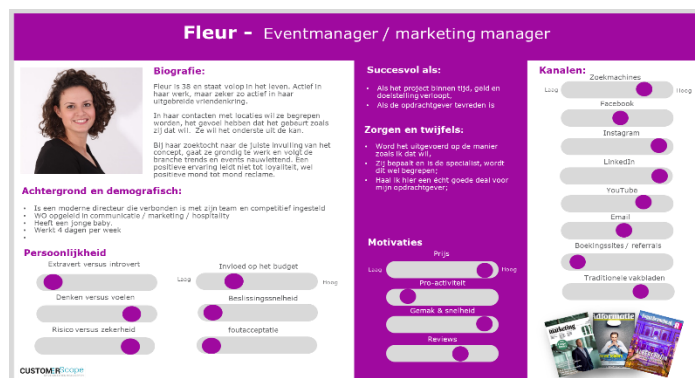 Fleur - Eventmanager / marketing manager
Biografie:
Fleur is 38 en staat volop in het leven. Actief in
haar werk, maar zeker zo actief in haar
uitgebreide vriendenkring.
In haar contacten met locaties wil ze begrepen
worden, het gevoel hebben dat het gebeurt zoals
zij dat wil. Ze wil het onderste uit de kan.
Bij haar zoektocht naar de juiste invulling van het
concept, gaat ze grondig te werk en volgt de
branche trends en events nauwlettend. Een
positieve ervaring leidt niet tot loyaliteit, wel
positieve mond tot mond reclame.
Achtergrond en demografisch:
• Is een moderne directeur die verbonden is met zijn team en competitief ingesteld
• WO opgeleid in communicatie / marketing / hospitality
• Heeft een jonge baby.
• Werkt 4 dagen per week
•
Persoonlijkheid
Extravert versus introvert
Denken versus voelen
Risico versus zekerheid
Invloed op het budget
Laag
Hoog
Beslissingssnelheid
foutacceptatie
CUSTOMERScope
Succesvol als:
• Als het project binnen tijd, geld en
doelstelling verloopt,
• Als de opdrachtgever tevreden is
Zorgen en twijfels:
• Word het uitgevoerd op de manier
zoals ik dat wil,
• Zij bepaalt en is de specialist, wordt
dit wel begrepen;
• Haal ik hier een écht goede deal voor
mijn opdrachtgever;
Motivaties
Prijs
Laag
Hoog
Pro-activiteit
Gemak & snelheid
Reviews
Kanalen:
Zoekmachines
Laag
Hoog
Facebook
Instagram
LinkedIn
YouTube
Email
Boekingssites / referrals
Traditionele vakbladen
marketing
adformatie